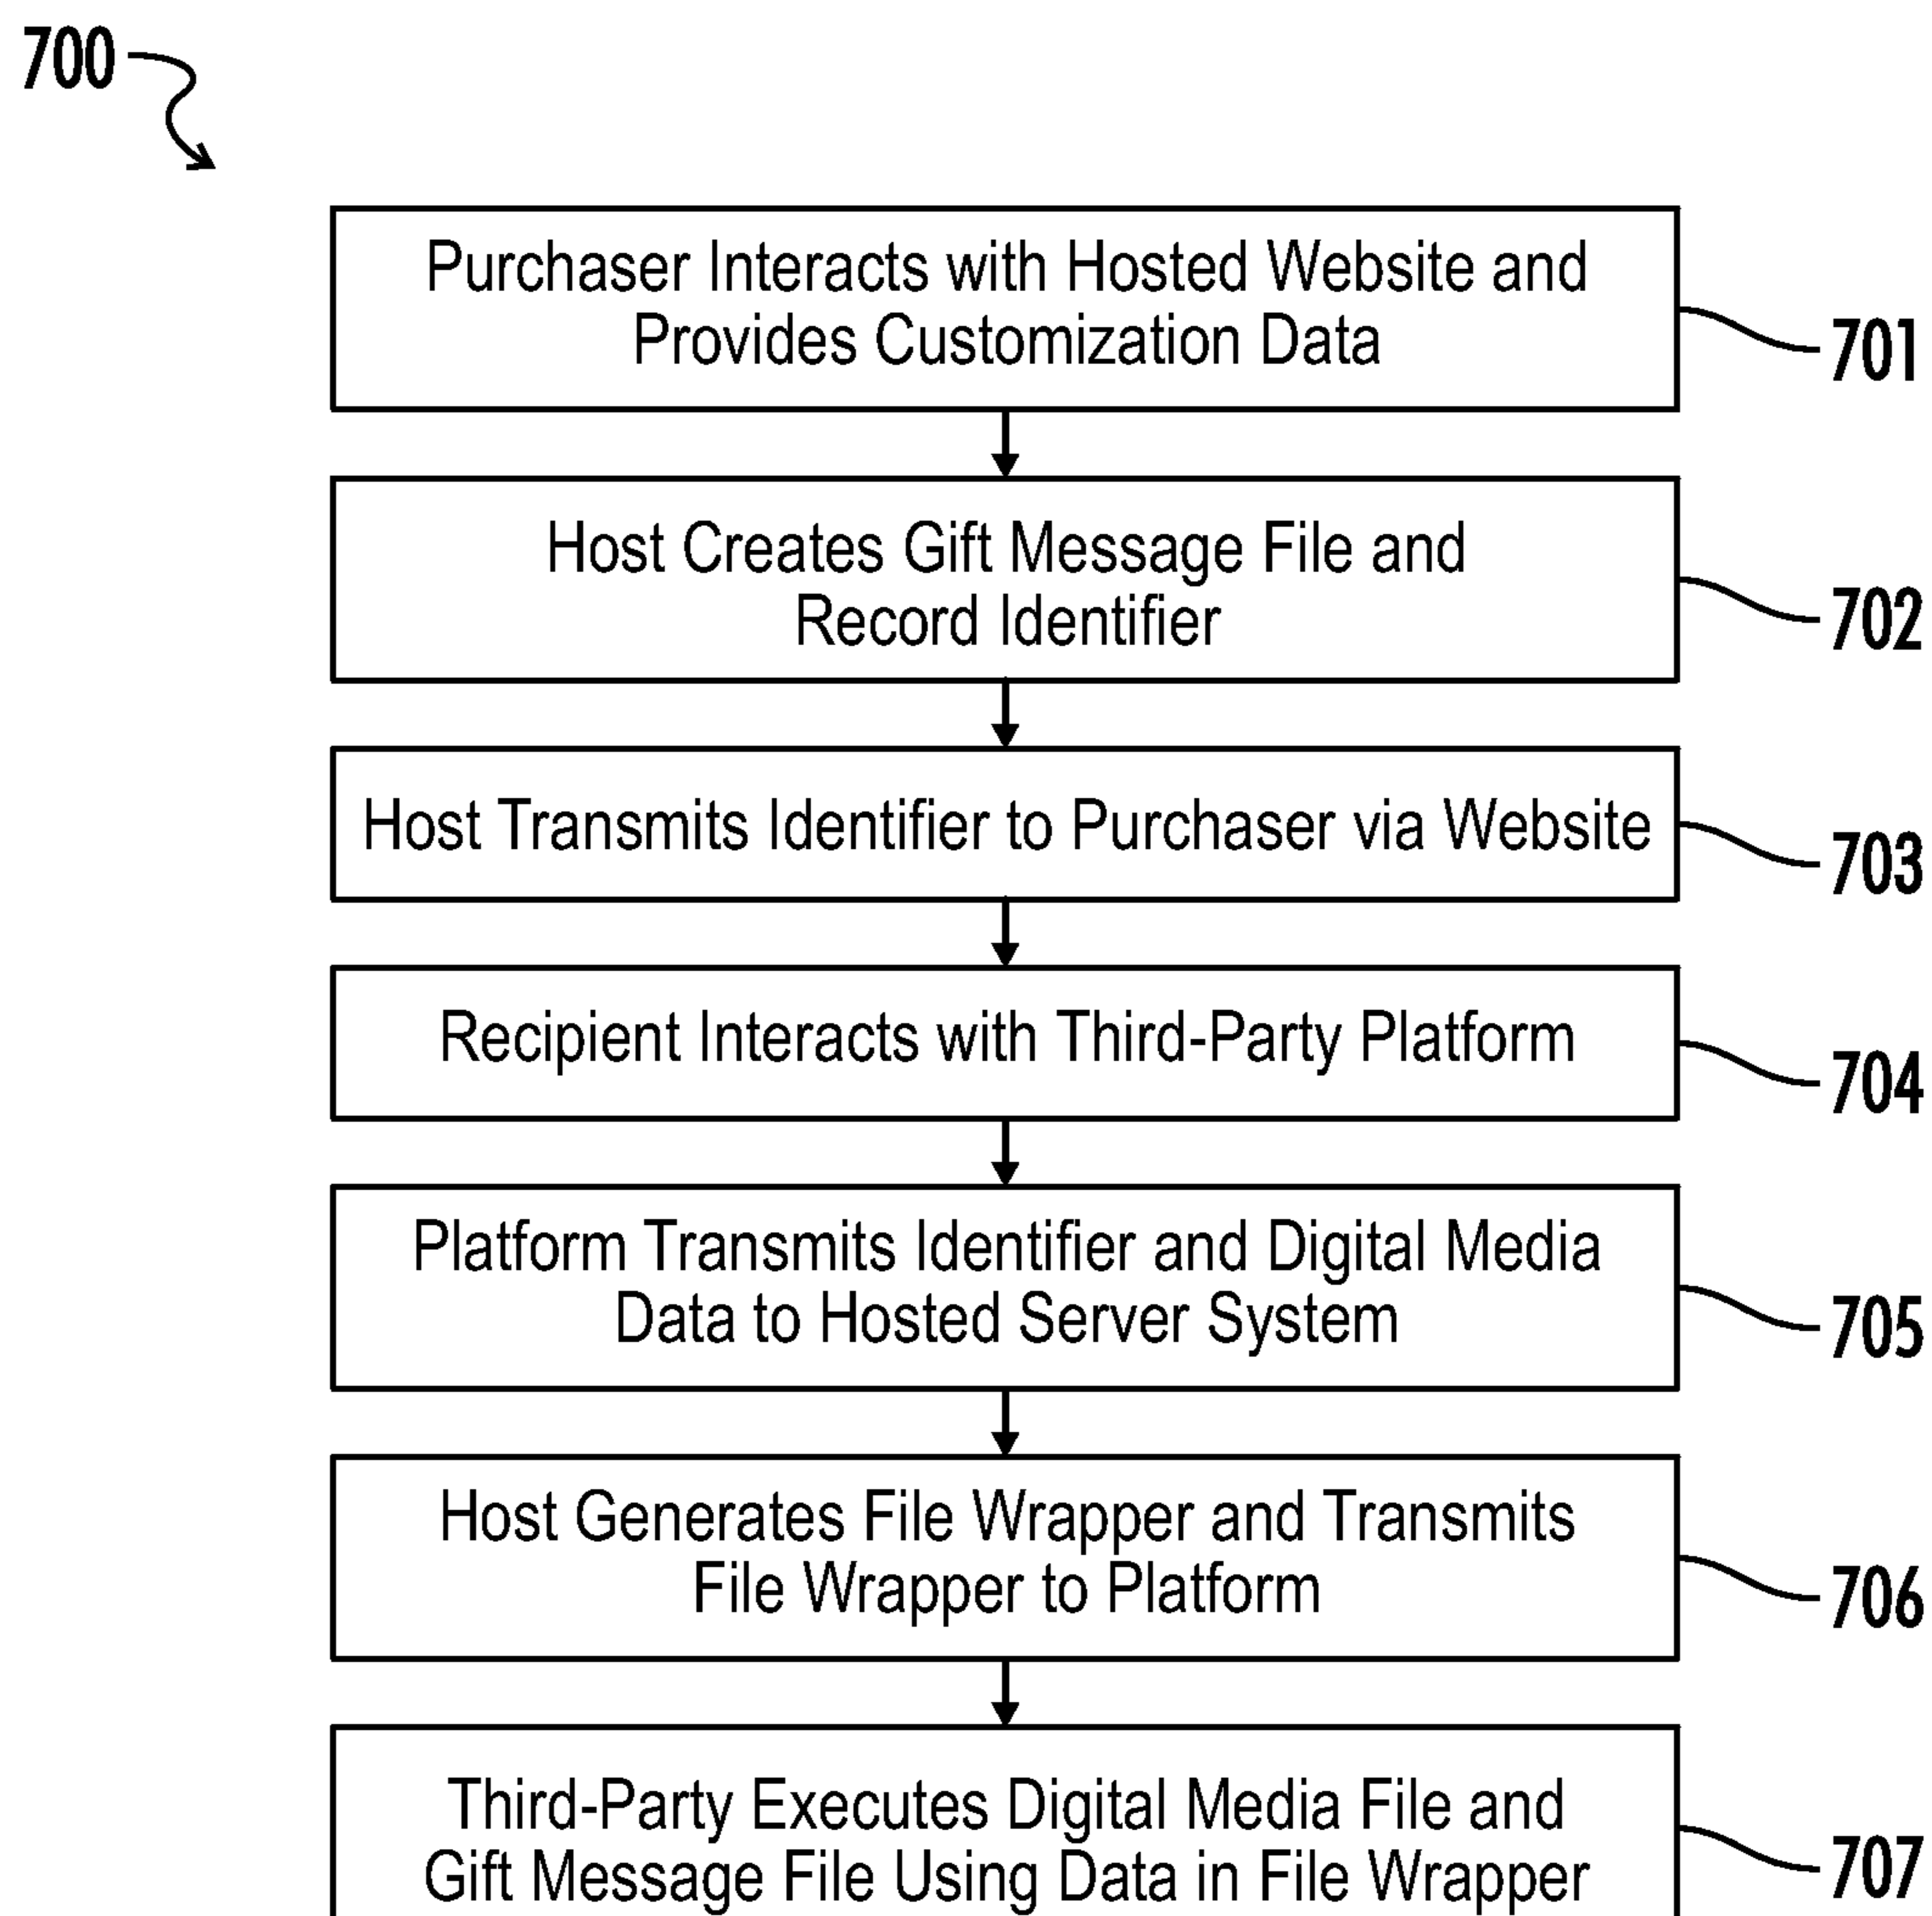 700
Purchaser Interacts with Hosted Website and
Provides Customization Data
701
Host Creates Gift Message File and
Record Identifier
702
Host Transmits Identifier to Purchaser via Website
703
Recipient Interacts with Third-Party Platform
704
Platform Transmits Identifier and Digital Media
Data to Hosted Server System
705
Host Generates File Wrapper and Transmits
File Wrapper to Platform
706
Third-Party Executes Digital Media File and
Gift Message File Using Data in File Wrapper
707